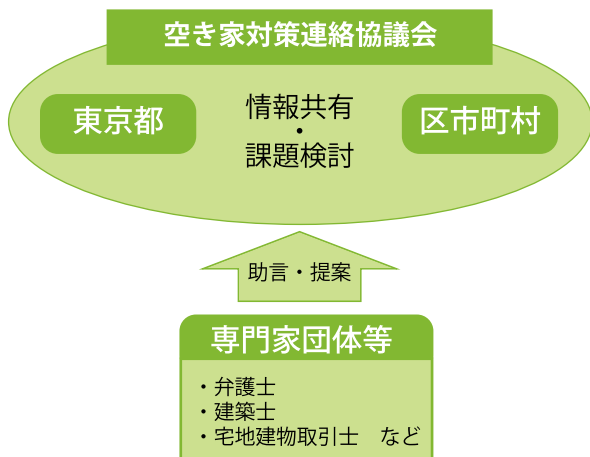 空き家対策連絡協議会
東京都
情報共有
・
課題検討
区市町村
助言・提案
専門家団体等
・弁護士
・建築士
・宅地建物取引士　など